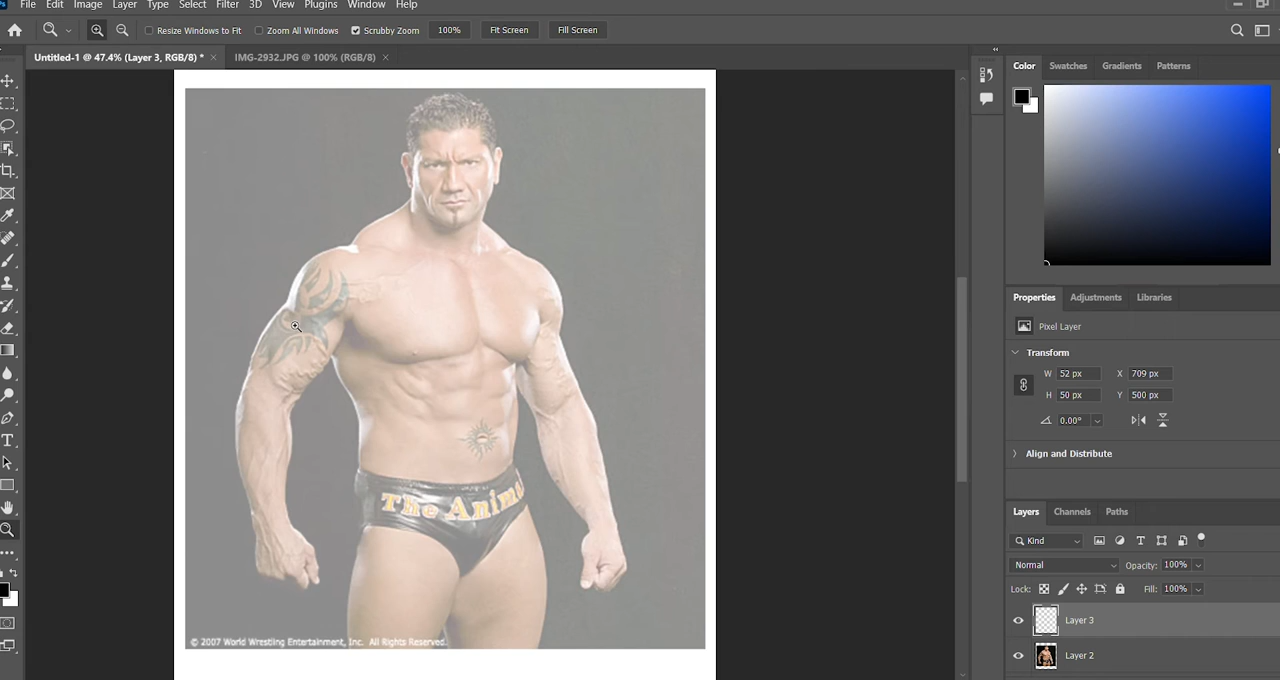 File Edit Image Layer Type Select Filter 3D View Plugins Window Help
Resize Windows to Fit Zoom All Windows Scrubby Zoom 100% Fit Screen Fill Screen
Untitled-1 @ 47.4% (Layer 3, RGB/8) * × IMG-2932.JPG @ 100% (RGB/8) ×
Color Swatches Gradients Patterns
Properties Adjustments Libraries
Pixel Layer
Transform
W 52 px X 709 px
H 50 px Y 500 px
0.00°
Align and Distribute
The Anima
Layers Channels Paths
Kind
Normal Opacity: 100%
Lock: Fill: 100%
Layer 3
© 2007 World Wrestling Entertainment, Inc. All Rights Reserved.
Layer 2